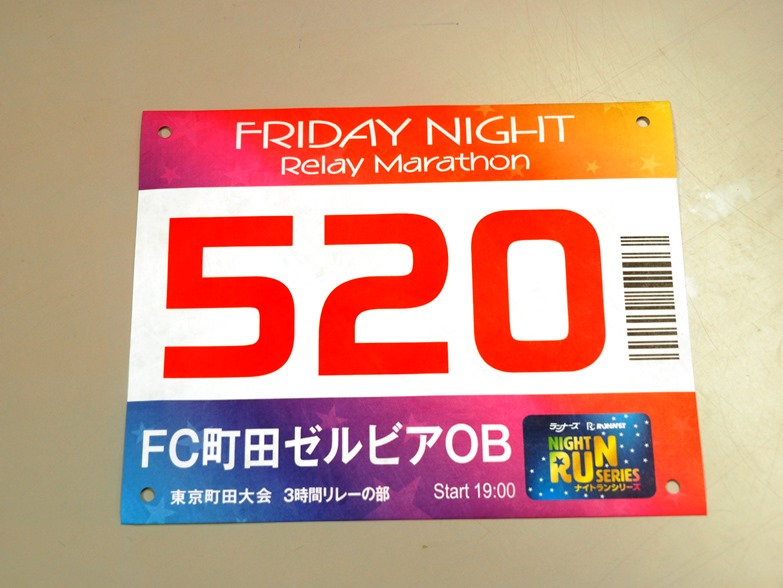 FRIDAY NIGHT
Relay Marathon
520
FC町田ゼルビアOB
東京町田大会 3時間リレーの部 Start 19:00
ランナーズ RUNNET
NIGHT
RUN
SERIES
ナイトランシリーズ